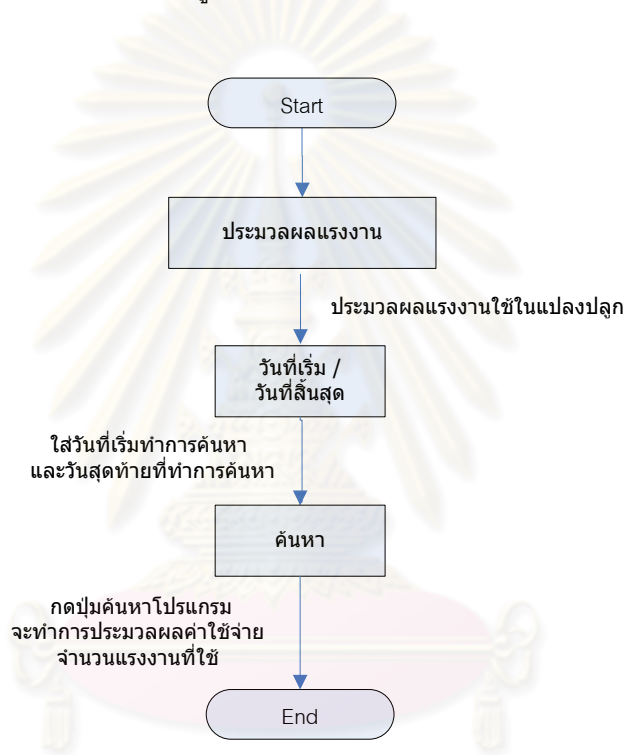 Start
ประมวลผลแรงงาน
ประมวลผลแรงงานใช้ในแปลงปลูก
วันที่เริ่ม /
วันที่สิ้นสุด
ใส่วันที่เริ่มทำการค้นหา
และวันสุดท้ายที่ทำการค้นหา
ค้นหา
กดปุ่มค้นหาโปรแกรม
จะทำการประมวลผลค่าใช้จ่าย
จำนวนแรงงานที่ใช้
End